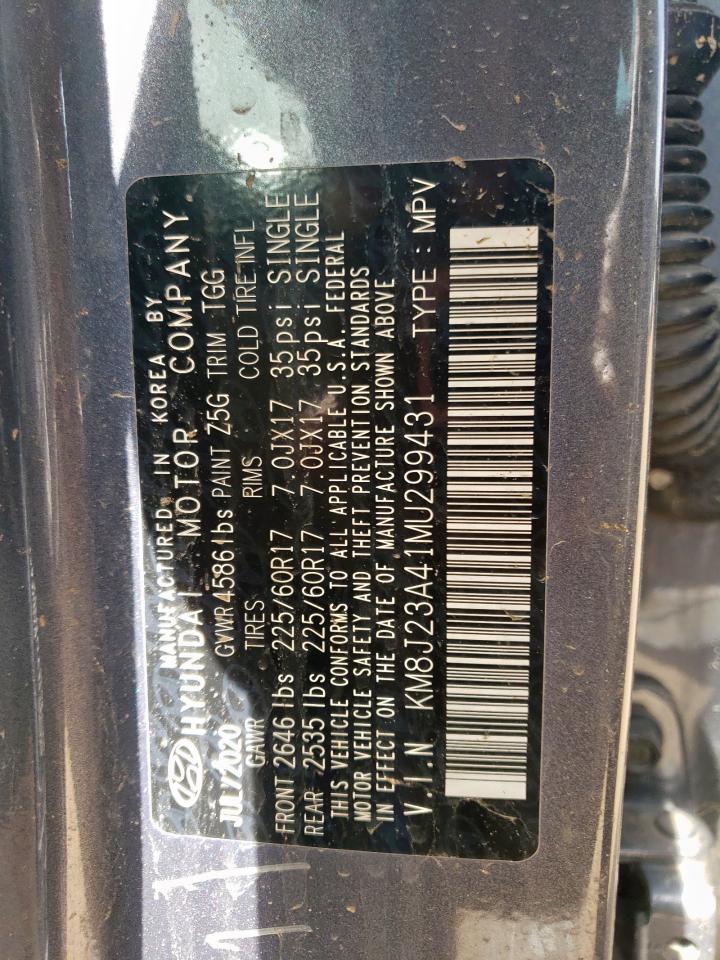 MANUFACTURED IN KOREA BY
HYUNDAI MOTOR COMPANY
JUL/2020 GVWR 4586lbs PAINT Z5G TRIM TGG
GAWR TIRES RIMS COLD TIRE INFL
FRONT 2646 lbs 225/60R17 7.0JX17 35psi SINGLE
REAR 2535 lbs 225/60R17 7.0JX17 35psi SINGLE
THIS VEHICLE CONFORMS TO ALL APPLICABLE U.S.A. FEDERAL
MOTOR VEHICLE SAFETY AND THEFT PREVENTION STANDARDS
IN EFFECT ON THE DATE OF MANUFACTURE SHOWN ABOVE
V.I.N KM8J23A41MU299431 TYPE : MPV